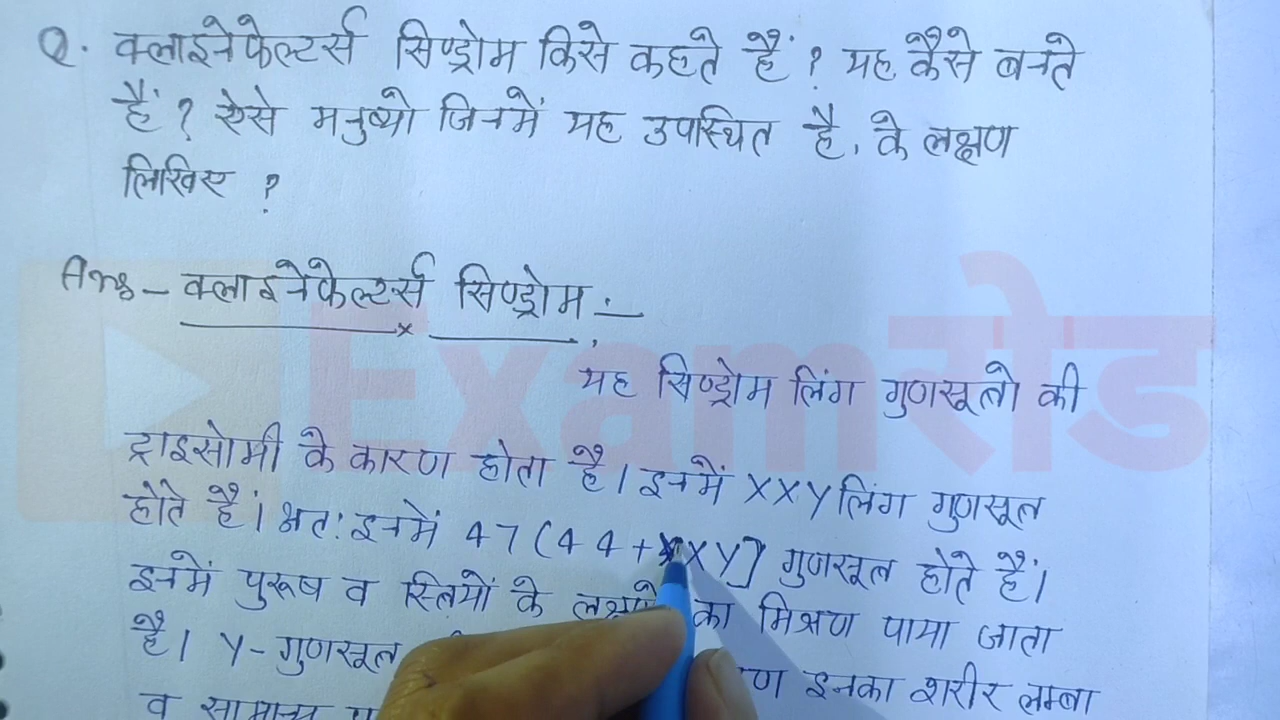 Q. क्लाइनेफेल्टर्स सिण्ड्रोम किसे कहते हैं ? यह कैसे बनते
हैं ? ऐसे मनुष्यो जिनमें यह उपस्थित है, के लक्षण
लिखिए ?
Ans - क्लाइनेफेल्टर्स सिण्ड्रोम :-
यह सिण्ड्रोम लिंग गुणसूत्रो की
ट्राइसोमी के कारण होता है। इनमें XXY लिंग गुणसूत्र
होते हैं। अतः इनमें 47 (44+XXY) गुणसूत्र होते हैं।
इनमें पुरूष व स्त्रियों के का मिश्रण पाया जाता
है। Y-गुणसूत्र इनका शरीर लम्बा
व सामान्य
Examरोड